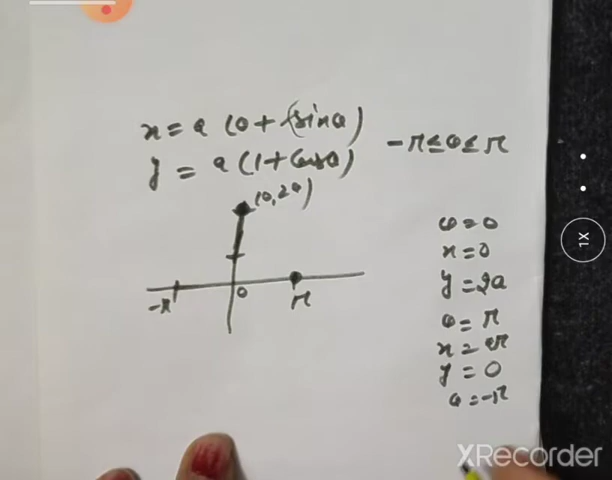 x = a (θ + sinθ)
y = a (1 + Cosθ)
-π ≤ θ ≤ π
(0, 2a)
-π
0
π
θ = 0
x = 0
y = 2a
θ = π
x = aπ
y = 0
θ = -π
1X
XRecorder